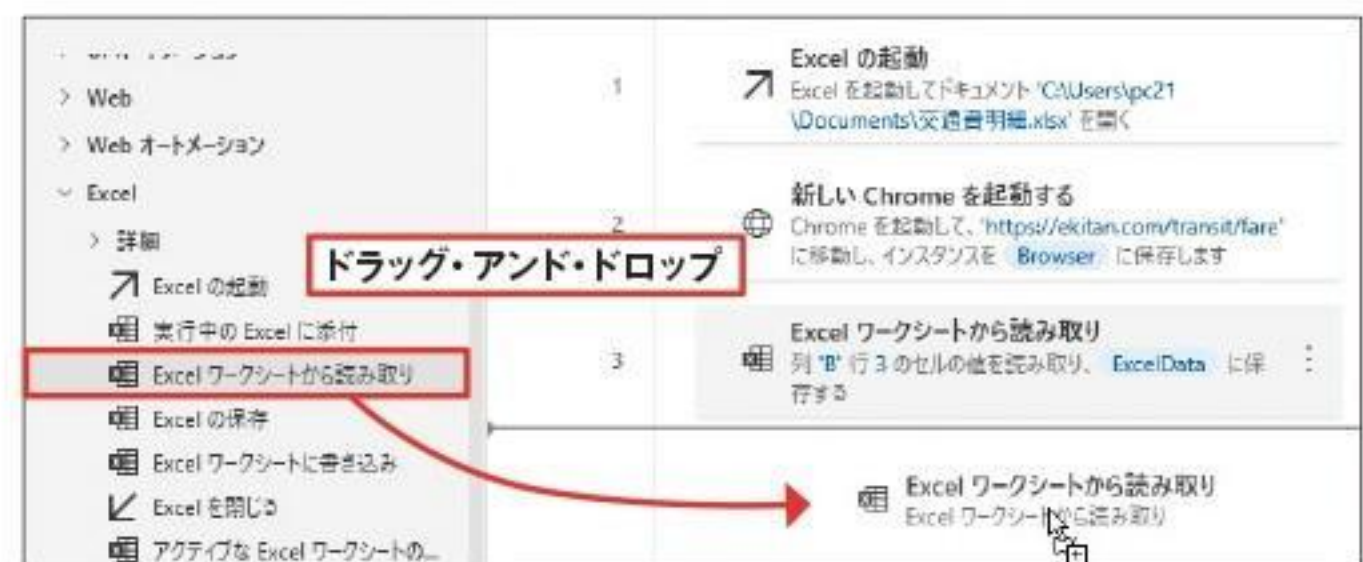 > Web
> Web オートメーション
Excel
> 詳細
Excel の起動
実行中の Excel に添付
Excel ワークシートから読み取り
Excel の保存
Excel ワークシートに書き込み
Excel を閉じる
アクティブな Excel ワークシートの...
ドラッグ・アンド・ドロップ
1
Excel の起動
Excel を起動してドキュメント 'C:\Users\pc21
\Documents\交通費明細.xlsx' を開く
2
新しい Chrome を起動する
Chrome を起動して、'https://ekitan.com/transit/fare'
に移動し、インスタンスを Browser に保存します
3
Excel ワークシートから読み取り
列 "B" 行 3 のセルの値を読み取り、 ExcelData に保
存する
Excel ワークシートから読み取り
Excel ワークシートから読み取り